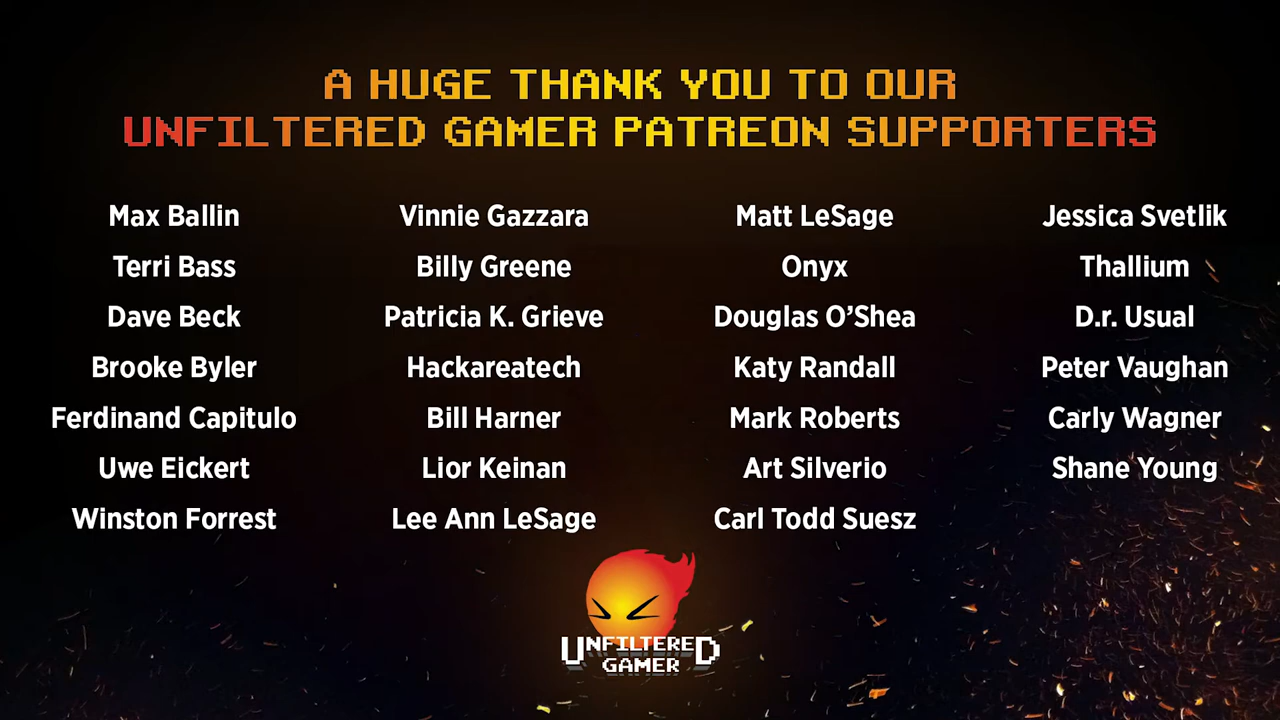 A HUGE THANK YOU TO OUR
UNFILTERED GAMER PATREON SUPPORTERS
Max Ballin
Terri Bass
Dave Beck
Brooke Byler
Ferdinand Capitulo
Uwe Eickert
Winston Forrest
Vinnie Gazzara
Billy Greene
Patricia K. Grieve
Hackareatech
Bill Harner
Lior Keinan
Lee Ann LeSage
Matt LeSage
Onyx
Douglas O’Shea
Katy Randall
Mark Roberts
Art Silverio
Carl Todd Suesz
Jessica Svetlik
Thallium
D.r. Usual
Peter Vaughan
Carly Wagner
Shane Young
UNFILTERED
GAMER